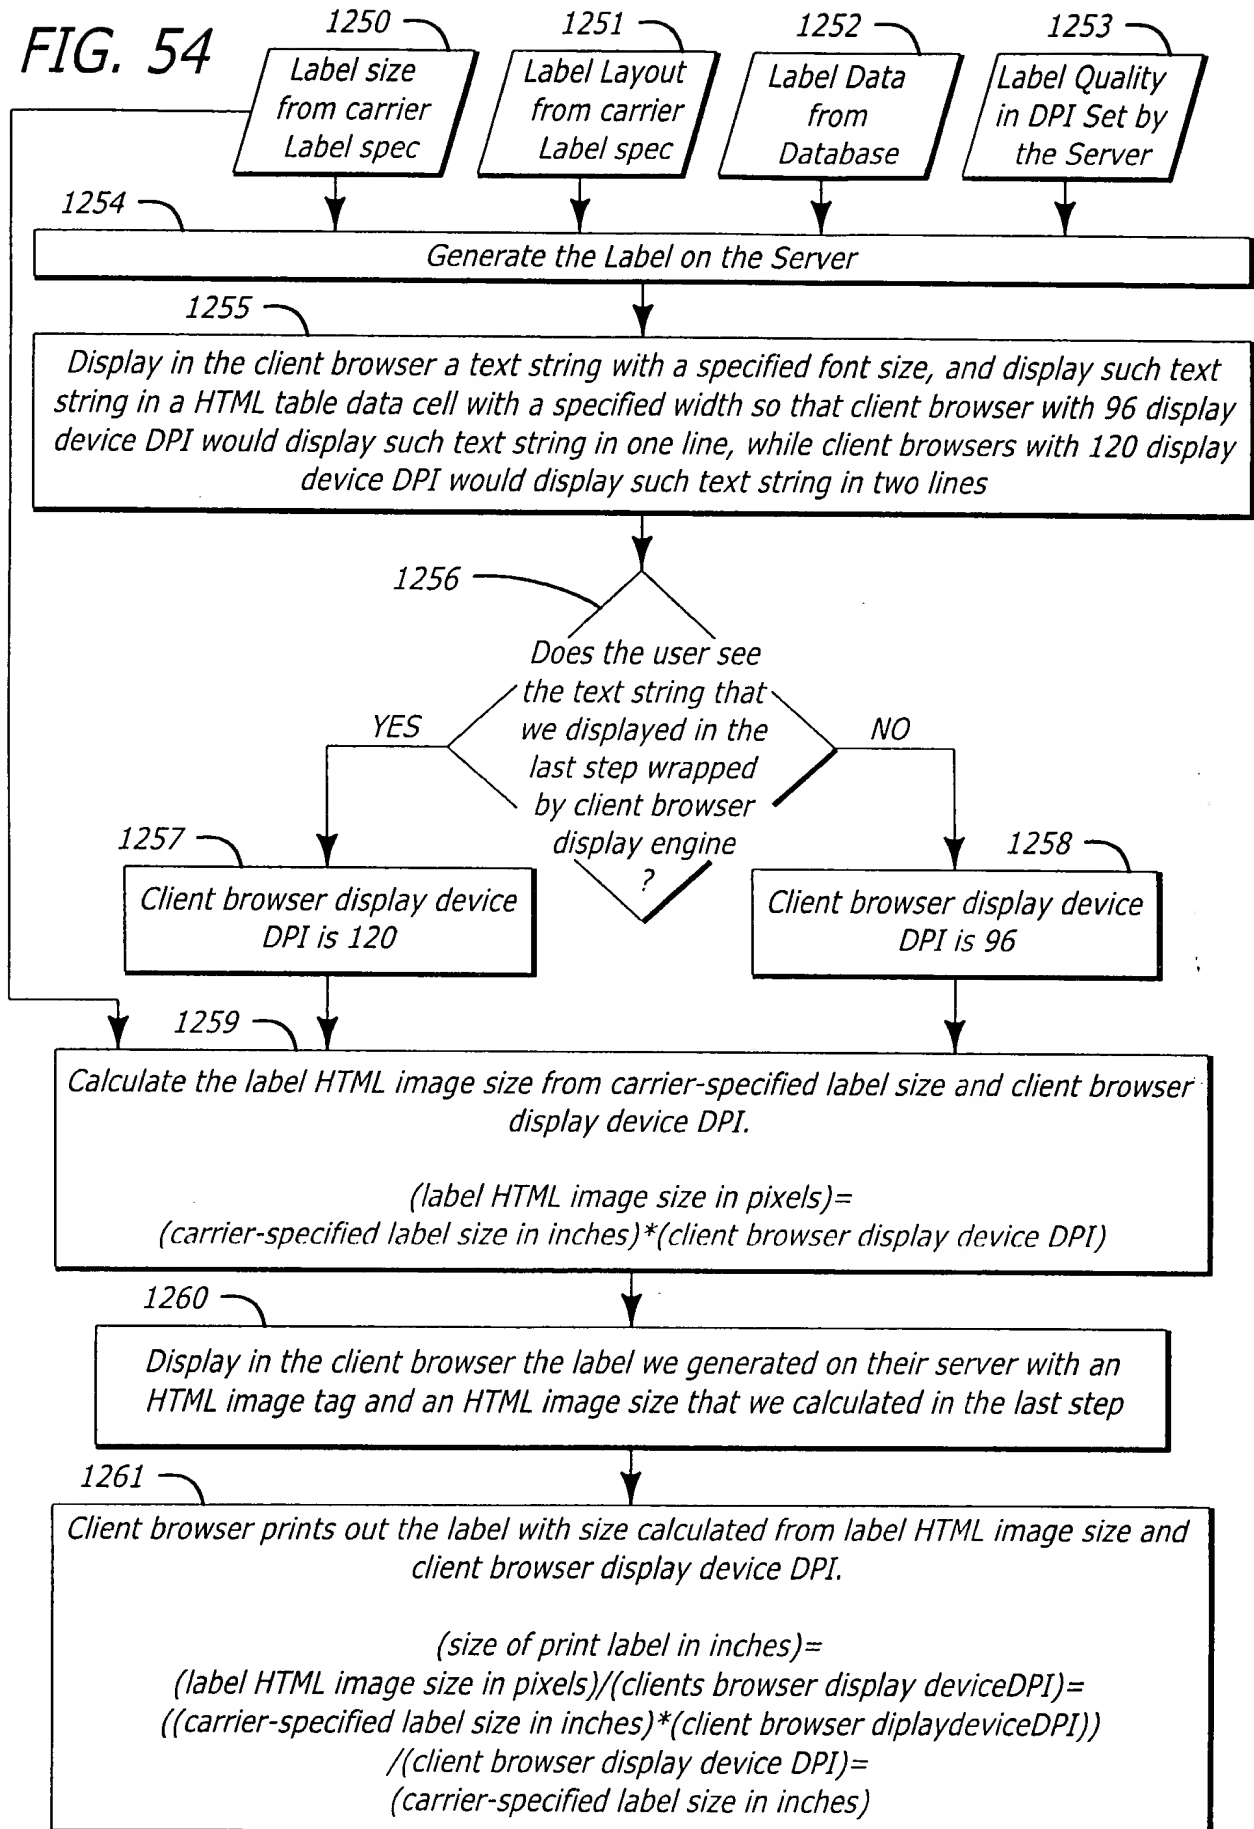 FIG. 54
1250
Label size
from carrier
Label spec
1251
Label Layout
from carrier
Label spec
1252
Label Data
from
Database
1253
Label Quality
in DPI Set by
the Server
1254
Generate the Label on the Server
1255
Display in the client browser a text string with a specified font size, and display such text
string in a HTML table data cell with a specified width so that client browser with 96 display
device DPI would display such text string in one line, while client browsers with 120 display
device DPI would display such text string in two lines
1256
Does the user see
the text string that
we displayed in the
last step wrapped
by client browser
display engine
?
YES
NO
1257
Client browser display device
DPI is 120
1258
Client browser display device
DPI is 96
1259
Calculate the label HTML image size from carrier-specified label size and client browser
display device DPI.
(label HTML image size in pixels)=
(carrier-specified label size in inches)*(client browser display device DPI)
1260
Display in the client browser the label we generated on their server with an
HTML image tag and an HTML image size that we calculated in the last step
1261
Client browser prints out the label with size calculated from label HTML image size and
client browser display device DPI.
(size of print label in inches)=
(label HTML image size in pixels)/(clients browser display deviceDPI)=
((carrier-specified label size in inches)*(client browser diplaydeviceDPI))
/(client browser display device DPI)=
(carrier-specified label size in inches)